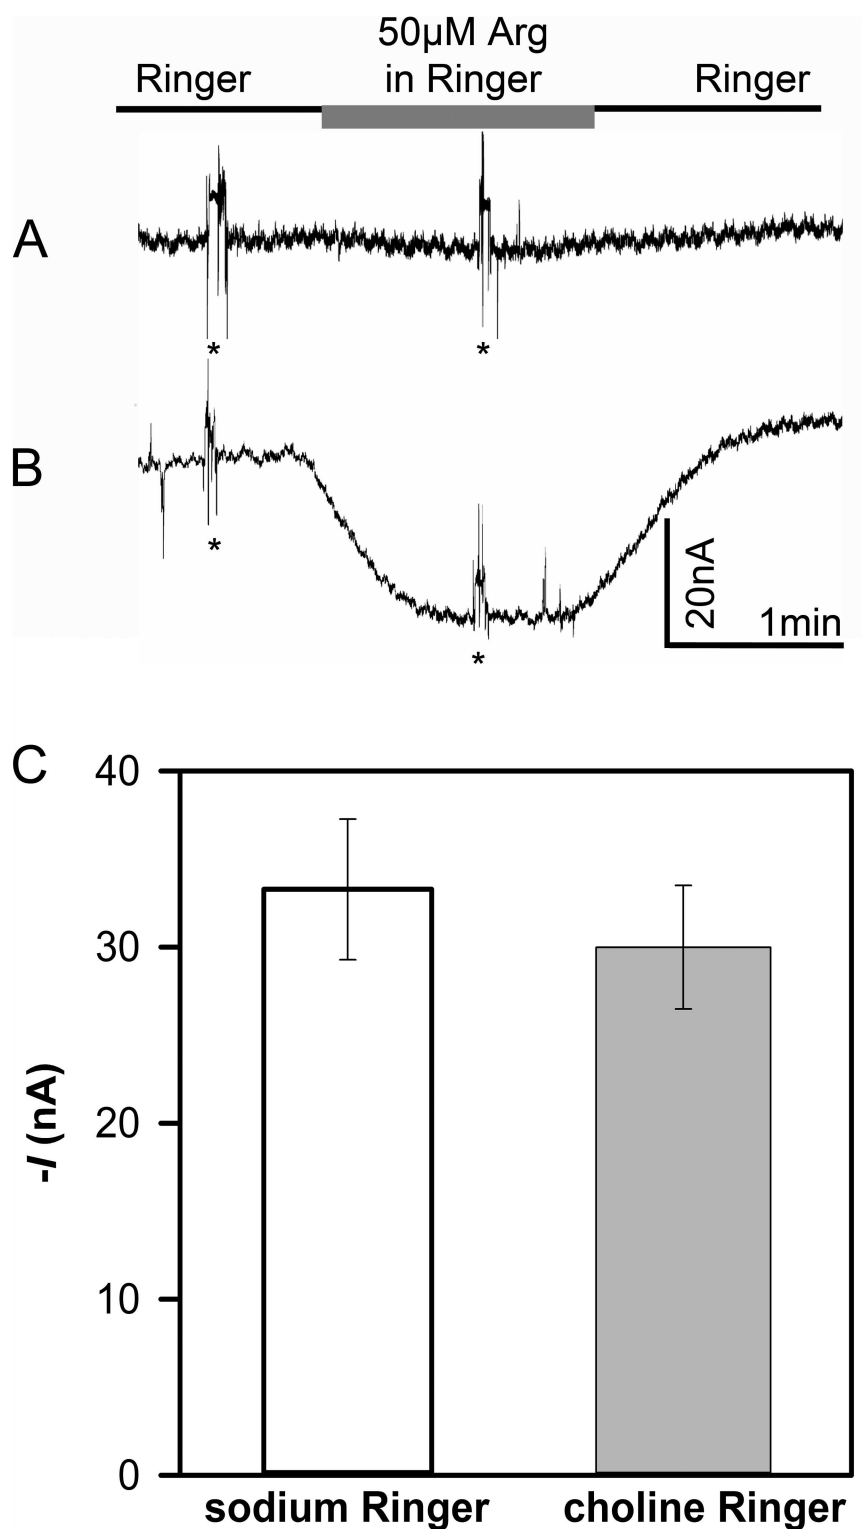 50µM Arg
Ringer in Ringer Ringer
A
*
*
B
*
*
20nA
1min
C
40
30
20
10
0
-I (nA)
sodium Ringer choline Ringer